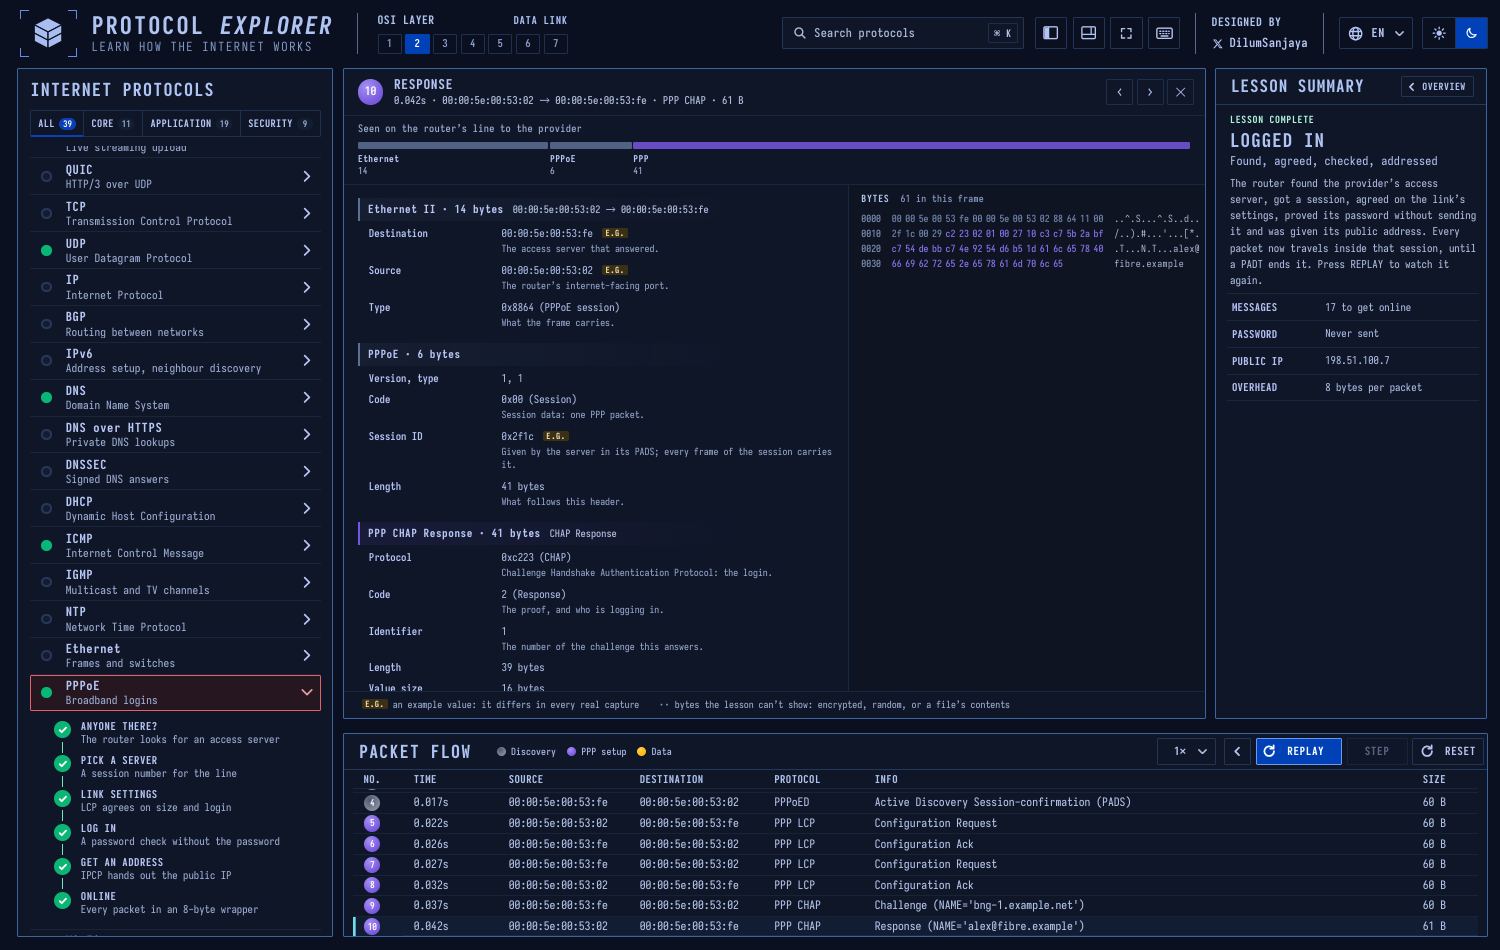 PROTOCOL EXPLORER
LEARN HOW THE INTERNET WORKS
OSI LAYER DATA LINK
1 2 3 4 5 6 7
Search protocols ⌘ K
DESIGNED BY
DilumSanjaya
EN
INTERNET PROTOCOLS
ALL 39 CORE 11 APPLICATION 19 SECURITY 9
Live streaming upload
QUIC
HTTP/3 over UDP
TCP
Transmission Control Protocol
UDP
User Datagram Protocol
IP
Internet Protocol
BGP
Routing between networks
IPv6
Address setup, neighbour discovery
DNS
Domain Name System
DNS over HTTPS
Private DNS lookups
DNSSEC
Signed DNS answers
DHCP
Dynamic Host Configuration
ICMP
Internet Control Message
IGMP
Multicast and TV channels
NTP
Network Time Protocol
Ethernet
Frames and switches
PPPoE
Broadband logins
ANYONE THERE?
The router looks for an access server
PICK A SERVER
A session number for the line
LINK SETTINGS
LCP agrees on size and login
LOG IN
A password check without the password
GET AN ADDRESS
IPCP hands out the public IP
ONLINE
Every packet in an 8-byte wrapper
10 RESPONSE
0.042s · 00:00:5e:00:53:02 → 00:00:5e:00:53:fe · PPP CHAP · 61 B
Seen on the router's line to the provider
Ethernet PPPoE PPP
14 6 41
Ethernet II · 14 bytes 00:00:5e:00:53:02 → 00:00:5e:00:53:fe
Destination 00:00:5e:00:53:fe E.G.
The access server that answered.
Source 00:00:5e:00:53:02 E.G.
The router's internet-facing port.
Type 0x8864 (PPPoE session)
What the frame carries.
PPPoE · 6 bytes
Version, type 1, 1
Code 0x00 (Session)
Session data: one PPP packet.
Session ID 0x2f1c E.G.
Given by the server in its PADS; every frame of the session carries
it.
Length 41 bytes
What follows this header.
PPP CHAP Response · 41 bytes CHAP Response
Protocol 0xc223 (CHAP)
Challenge Handshake Authentication Protocol: the login.
Code 2 (Response)
The proof, and who is logging in.
Identifier 1
The number of the challenge this answers.
Length 39 bytes
Value size 16 bytes
E.G. an example value: it differs in every real capture ·· bytes the lesson can't show: encrypted, random, or a file's contents
BYTES 61 in this frame
0000 00 00 5e 00 53 fe 00 00 5e 00 53 02 88 64 11 00 ..^.S...^.S..d..
0010 2f 1c 00 29 c2 23 02 01 00 27 10 c3 c7 5b 2a bf /..).#...'...[*.
0020 c7 54 de bb c7 4e 92 54 d6 b5 1d 61 6c 65 78 40 .T...N.T...alex@
0030 66 69 62 72 65 2e 65 78 61 6d 70 6c 65 fibre.example
LESSON SUMMARY OVERVIEW
LESSON COMPLETE
LOGGED IN
Found, agreed, checked, addressed
The router found the provider's access
server, got a session, agreed on the link's
settings, proved its password without sending
it and was given its public address. Every
packet now travels inside that session, until
a PADT ends it. Press REPLAY to watch it
again.
MESSAGES 17 to get online
PASSWORD Never sent
PUBLIC IP 198.51.100.7
OVERHEAD 8 bytes per packet
PACKET FLOW Discovery PPP setup Data 1× REPLAY STEP RESET
NO. TIME SOURCE DESTINATION PROTOCOL INFO SIZE
4 0.017s 00:00:5e:00:53:fe 00:00:5e:00:53:02 PPPoED Active Discovery Session-confirmation (PADS) 60 B
5 0.022s 00:00:5e:00:53:02 00:00:5e:00:53:fe PPP LCP Configuration Request 60 B
6 0.026s 00:00:5e:00:53:fe 00:00:5e:00:53:02 PPP LCP Configuration Ack 60 B
7 0.027s 00:00:5e:00:53:fe 00:00:5e:00:53:02 PPP LCP Configuration Request 60 B
8 0.032s 00:00:5e:00:53:02 00:00:5e:00:53:fe PPP LCP Configuration Ack 60 B
9 0.037s 00:00:5e:00:53:fe 00:00:5e:00:53:02 PPP CHAP Challenge (NAME='bng-1.example.net') 60 B
10 0.042s 00:00:5e:00:53:02 00:00:5e:00:53:fe PPP CHAP Response (NAME='alex@fibre.example') 61 B